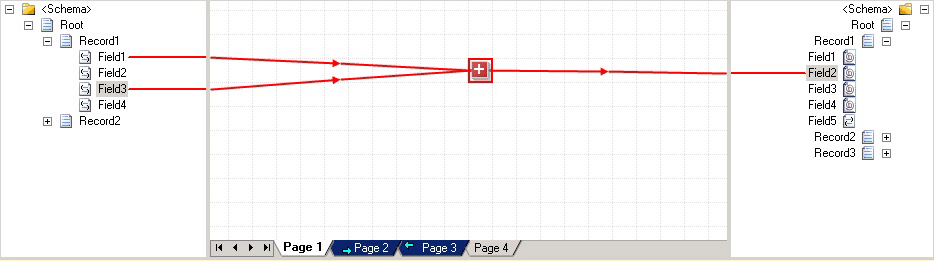 <Schema>
Root
Record1
Field1
Field2
Field3
Field4
Record2
<Schema>
Root
Record1
Field1
Field2
Field3
Field4
Field5
Record2
Record3
Page 1 Page 2 Page 3 Page 4